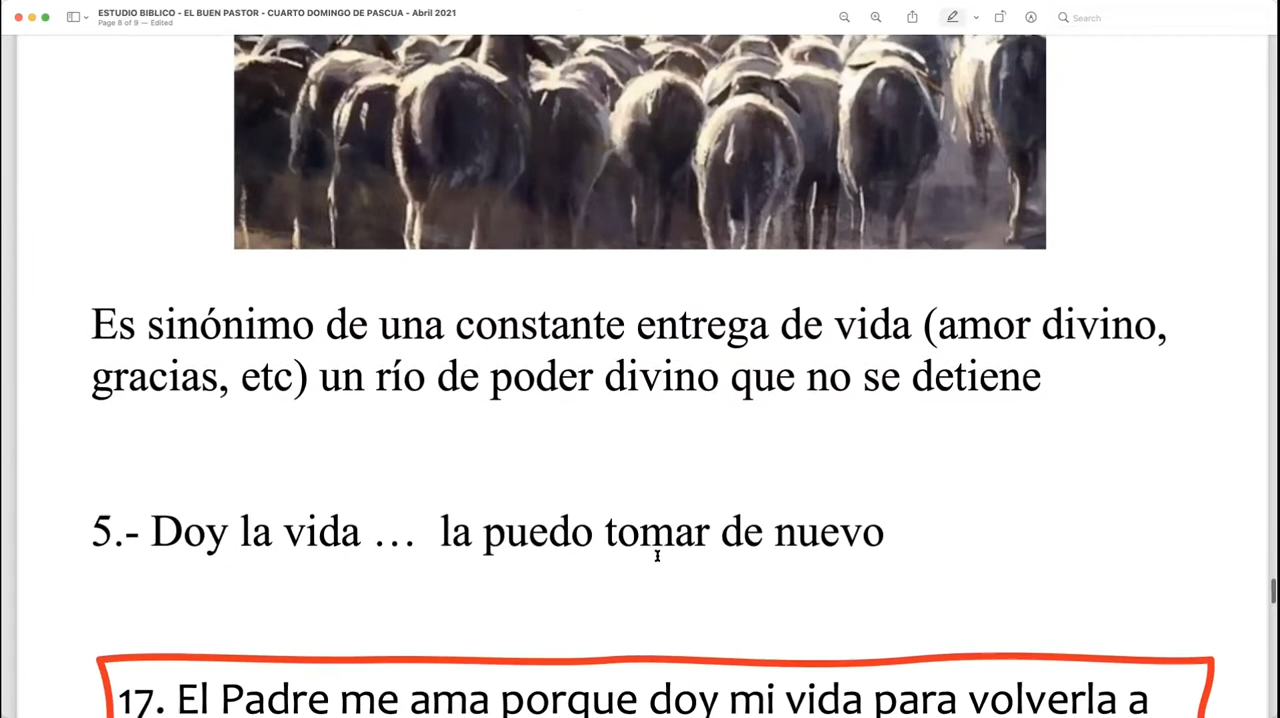 ESTUDIO BIBLICO - EL BUEN PASTOR - CUARTO DOMINGO DE PASCUA - Abril 2021
Page 8 of 9 — Edited
Search
Es sinónimo de una constante entrega de vida (amor divino,
gracias, etc) un río de poder divino que no se detiene
5.- Doy la vida … la puedo tomar de nuevo
17. El Padre me ama porque doy mi vida para volverla a